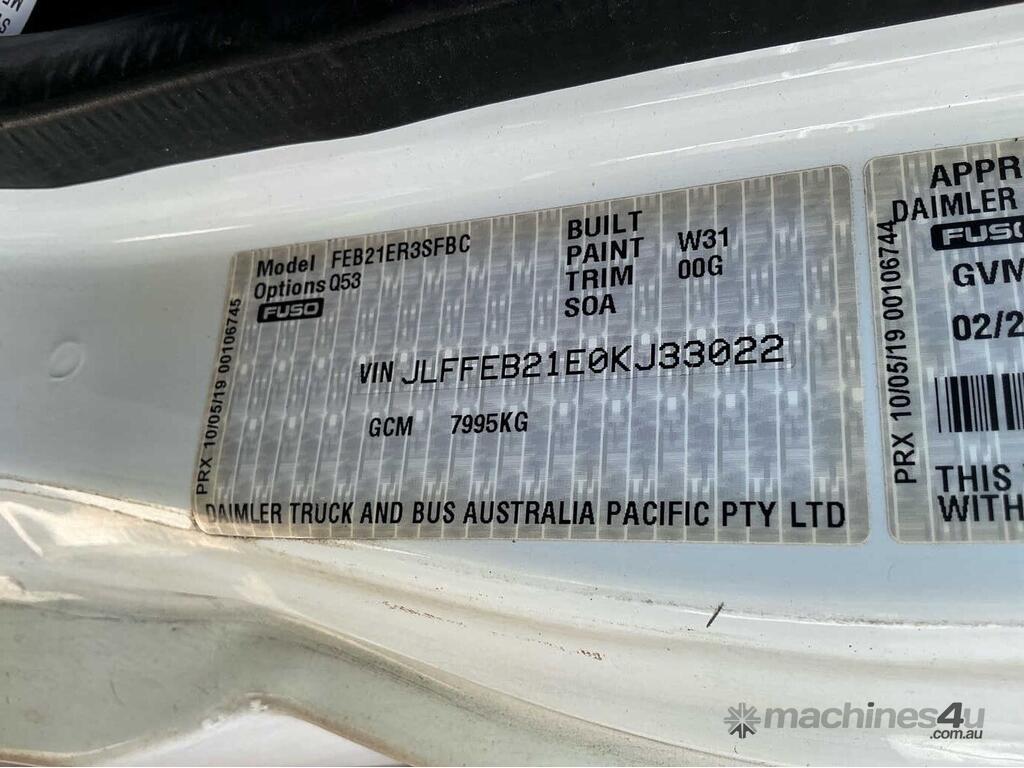 Model FEB21ER3SFBC
Options Q53
FUSO
BUILT
PAINT W31
TRIM 00G
SOA
VIN JLFFEB21E0KJ33022
GCM 7995KG
DAIMLER TRUCK AND BUS AUSTRALIA PACIFIC PTY LTD
PRX 10/05/19 00106745
PRX 10/05/19 00106744
APPR
DAIMLER
FUSO
GVM
02/2
THIS
WITH
machines4u
.com.au